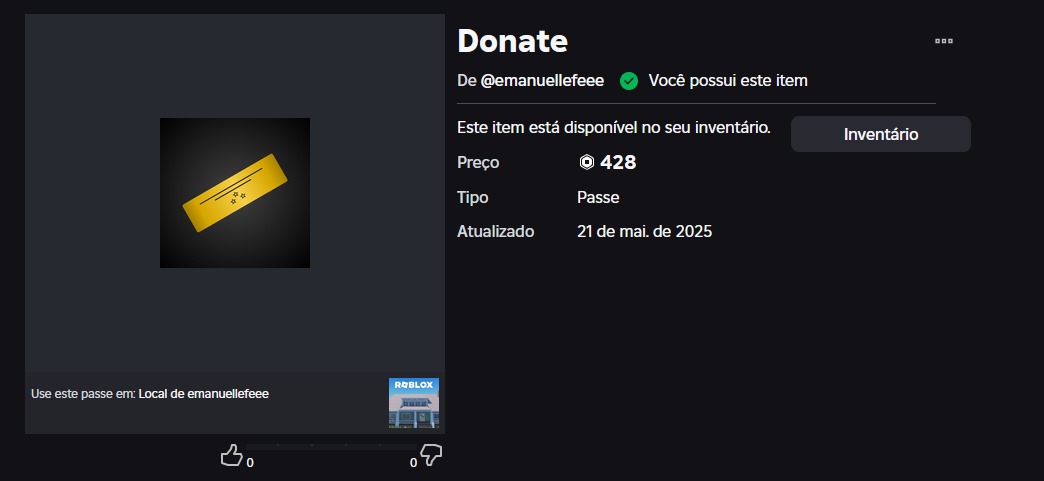 Donate
De @emanuellefeee Você possui este item
Este item está disponível no seu inventário.
Inventário
Preço 428
Tipo Passe
Atualizado 21 de mai. de 2025
Use este passe em: Local de emanuellefeee
ROBLOX
0 0